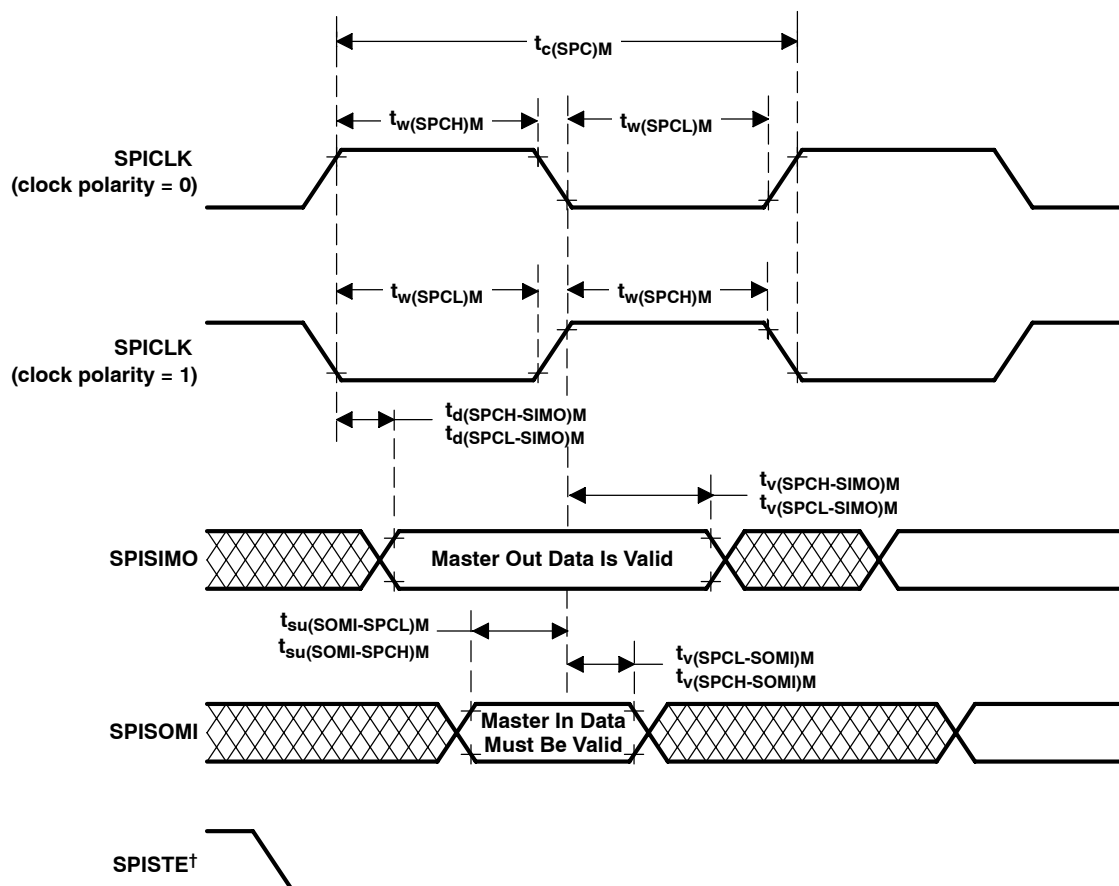 tc(SPC)M
tw(SPCH)M
tw(SPCL)M
SPICLK
(clock polarity = 0)
tw(SPCL)M
tw(SPCH)M
SPICLK
(clock polarity = 1)
td(SPCH-SIMO)M
td(SPCL-SIMO)M
tv(SPCH-SIMO)M
tv(SPCL-SIMO)M
SPISIMO
Master Out Data Is Valid
tsu(SOMI-SPCL)M
tsu(SOMI-SPCH)M
tv(SPCL-SOMI)M
tv(SPCH-SOMI)M
SPISOMI
Master In Data
Must Be Valid
SPISTE†